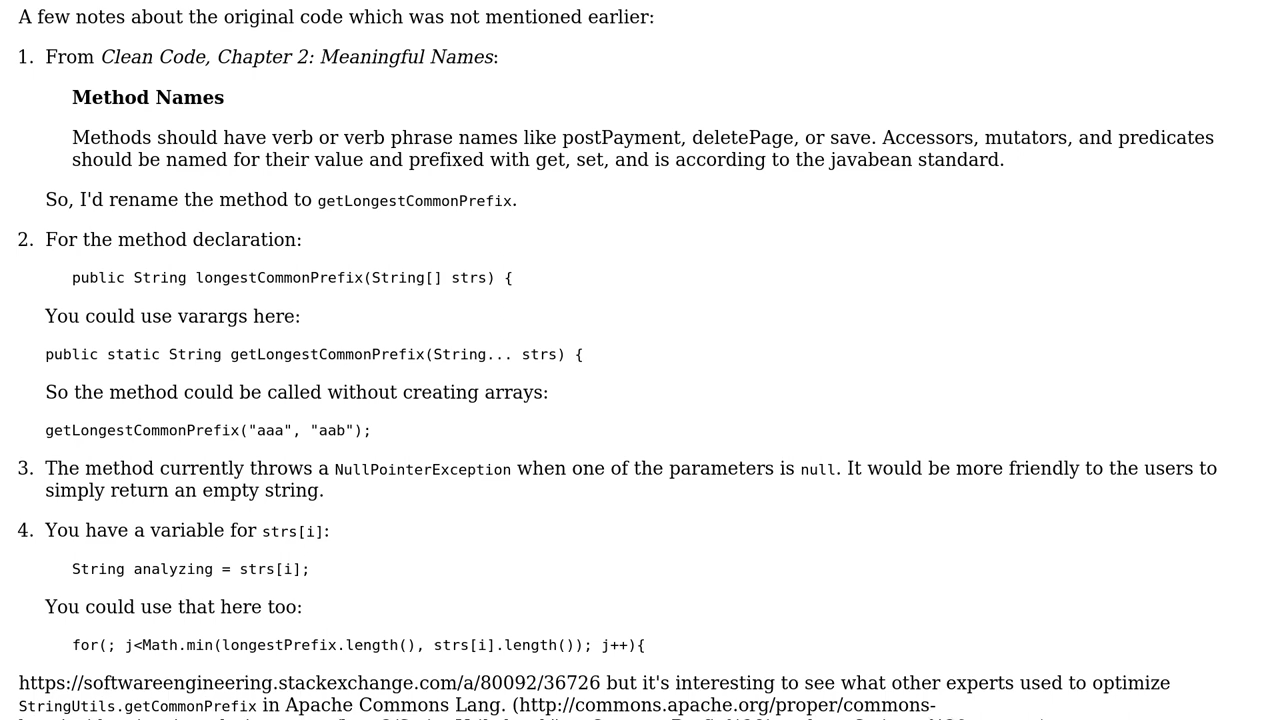 A few notes about the original code which was not mentioned earlier:
1. From Clean Code, Chapter 2: Meaningful Names:
Method Names
Methods should have verb or verb phrase names like postPayment, deletePage, or save. Accessors, mutators, and predicates
should be named for their value and prefixed with get, set, and is according to the javabean standard.
So, I'd rename the method to getLongestCommonPrefix.
2. For the method declaration:
public String longestCommonPrefix(String[] strs) {
You could use varargs here:
public static String getLongestCommonPrefix(String... strs) {
So the method could be called without creating arrays:
getLongestCommonPrefix("aaa", "aab");
3. The method currently throws a NullPointerException when one of the parameters is null. It would be more friendly to the users to
simply return an empty string.
4. You have a variable for strs[i]:
String analyzing = strs[i];
You could use that here too:
for(; j<Math.min(longestPrefix.length(), strs[i].length()); j++){
https://softwareengineering.stackexchange.com/a/80092/36726 but it's interesting to see what other experts used to optimize
StringUtils.getCommonPrefix in Apache Commons Lang. (http://commons.apache.org/proper/commons-